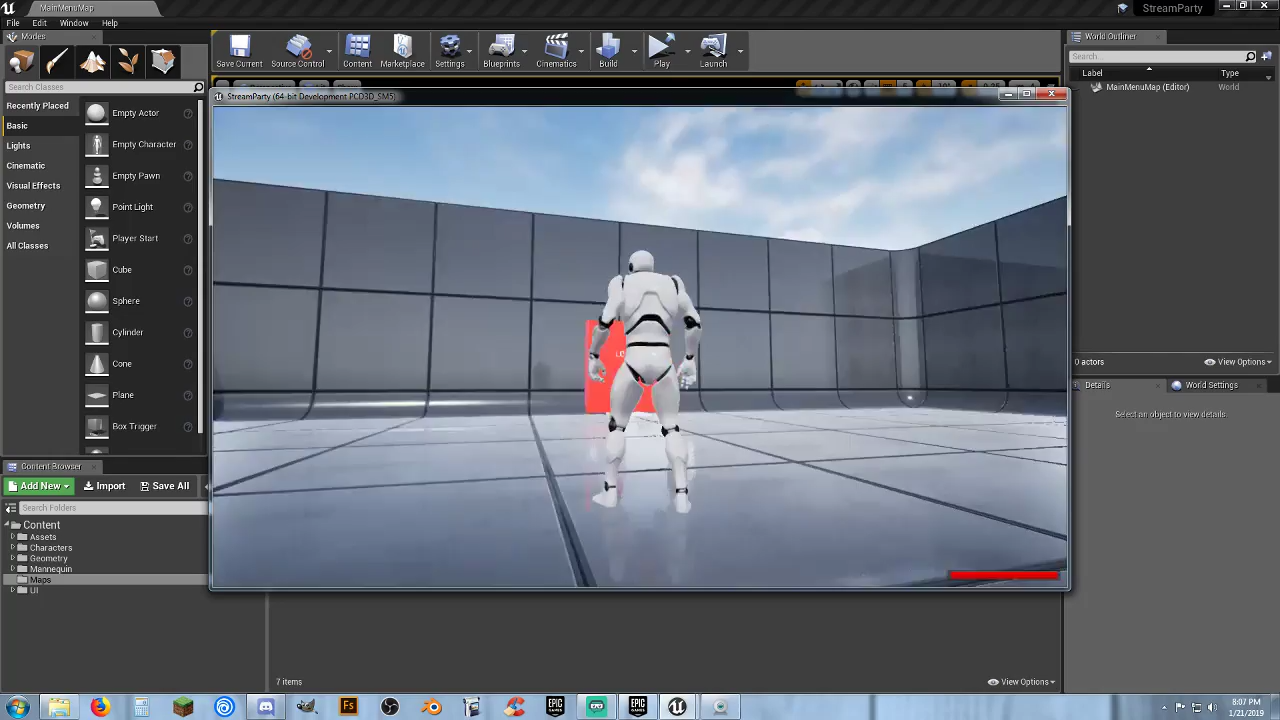 MainMenuMap
StreamParty
File Edit Window Help
Modes
World Outliner
Save Current Source Control Content Marketplace Settings Blueprints Cinematics Build Play Launch
Search...
Label Type
Search Classes
MainMenuMap (Editor) World
StreamParty (64-bit Development PCD3D_SM5)
Recently Placed
Basic
Lights
Cinematic
Visual Effects
Geometry
Volumes
All Classes
Empty Actor
Empty Character
Empty Pawn
Point Light
Player Start
Cube
Sphere
Cylinder
Cone
Plane
Box Trigger
0 actors View Options
Details World Settings
Select an object to view details.
Content Browser
Add New Import Save All
Search Folders
Content
Assets
Characters
Geometry
Mannequin
Maps
UI
7 items View Options
Fs
EPIC GAMES
EPIC GAMES
8:07 PM
1/21/2019